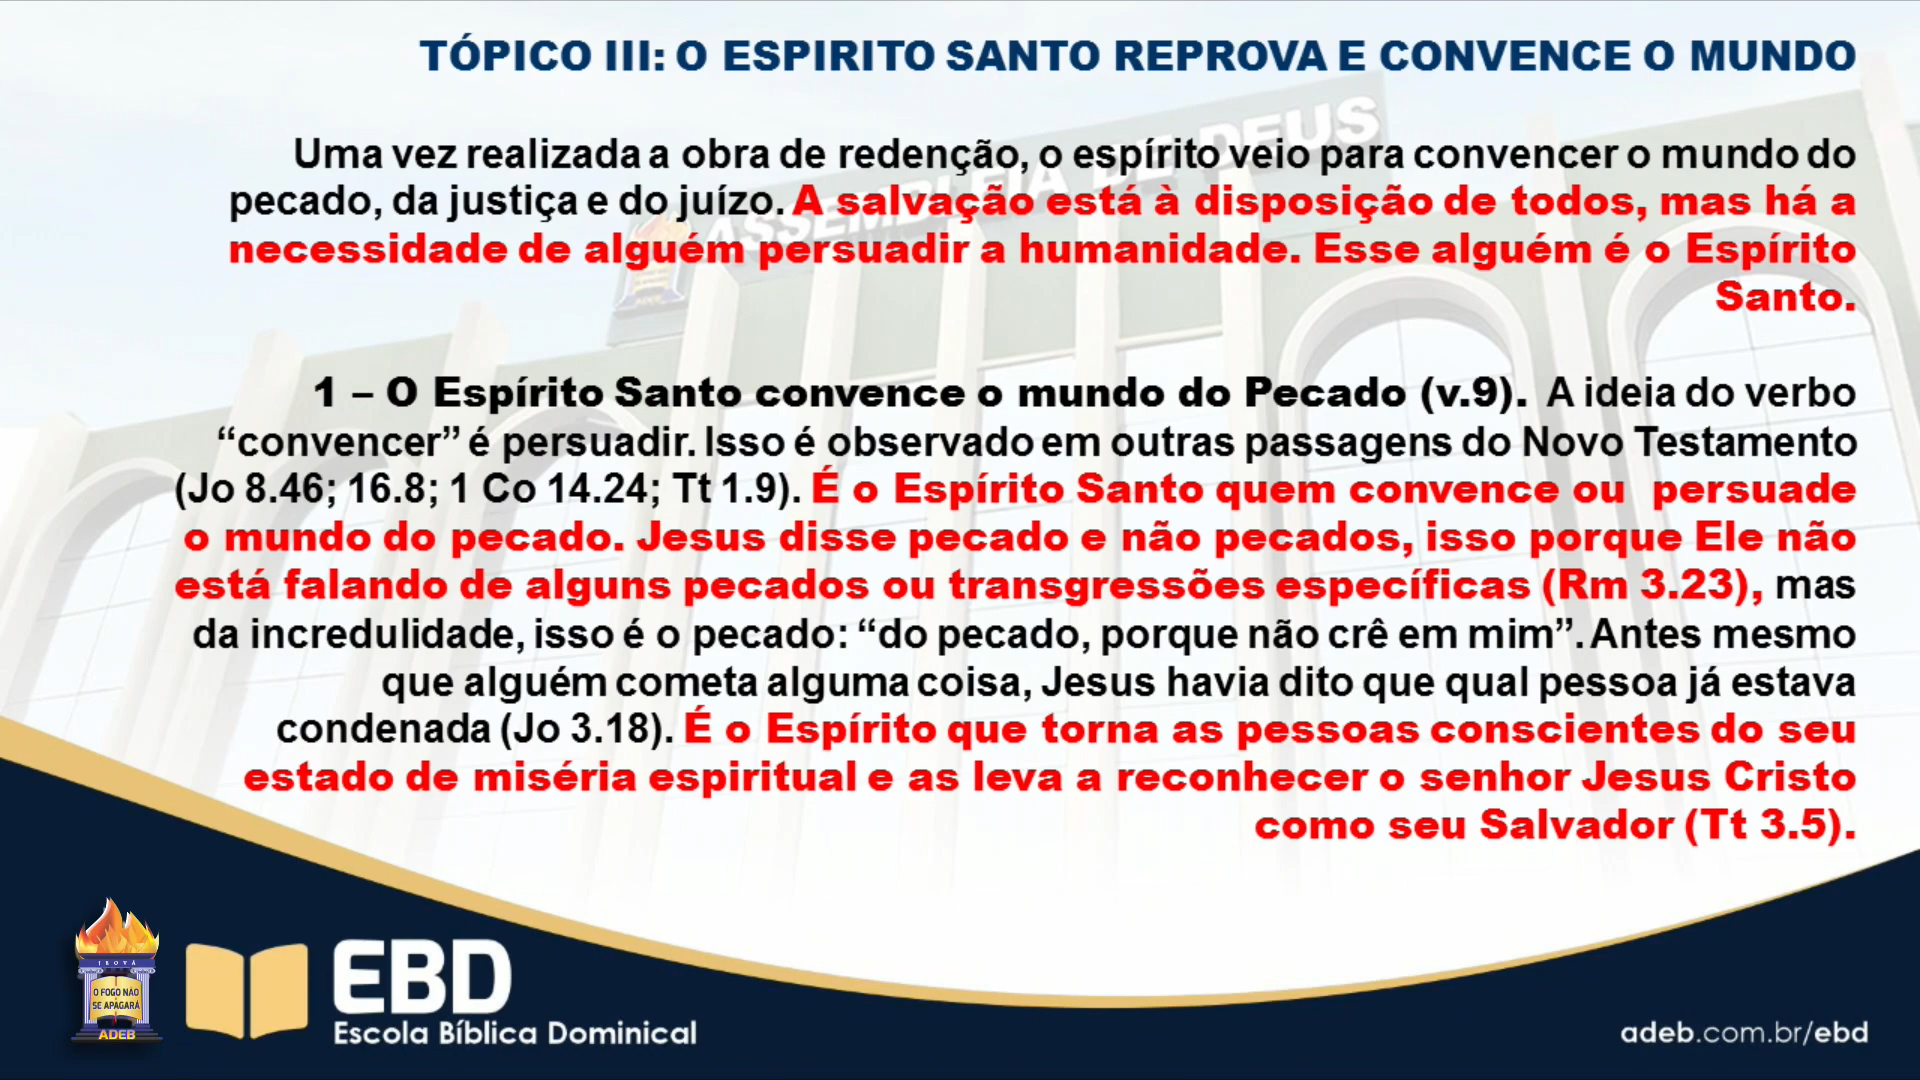 TÓPICO III: O ESPIRITO SANTO REPROVA E CONVENCE O MUNDO
ASSEMBLEIA DE DEUS
Uma vez realizada a obra de redenção, o espírito veio para convencer o mundo do
pecado, da justiça e do juízo. A salvação está à disposição de todos, mas há a
necessidade de alguém persuadir a humanidade. Esse alguém é o Espírito
Santo.
1 – O Espírito Santo convence o mundo do Pecado (v.9). A ideia do verbo
“convencer” é persuadir. Isso é observado em outras passagens do Novo Testamento
(Jo 8.46; 16.8; 1 Co 14.24; Tt 1.9). É o Espírito Santo quem convence ou persuade
o mundo do pecado. Jesus disse pecado e não pecados, isso porque Ele não
está falando de alguns pecados ou transgressões específicas (Rm 3.23), mas
da incredulidade, isso é o pecado: “do pecado, porque não crê em mim”. Antes mesmo
que alguém cometa alguma coisa, Jesus havia dito que qual pessoa já estava
condenada (Jo 3.18). É o Espírito que torna as pessoas conscientes do seu
estado de miséria espiritual e as leva a reconhecer o senhor Jesus Cristo
como seu Salvador (Tt 3.5).
O FOGO NÃO
SE APAGARÁ
ADEB
EBD
Escola Bíblica Dominical
adeb.com.br/ebd